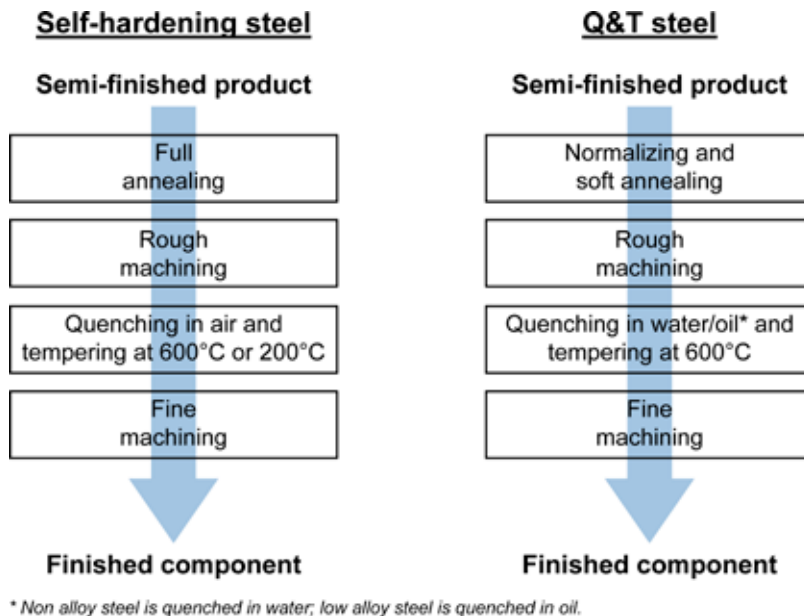 Self-hardening steel
Semi-finished product
Full
annealing
Rough
machining
Quenching in air and
tempering at 600°C or 200°C
Fine
machining
Finished component
Q&T steel
Semi-finished product
Normalizing and
soft annealing
Rough
machining
Quenching in water/oil* and
tempering at 600°C
Fine
machining
Finished component
* Non alloy steel is quenched in water; low alloy steel is quenched in oil.